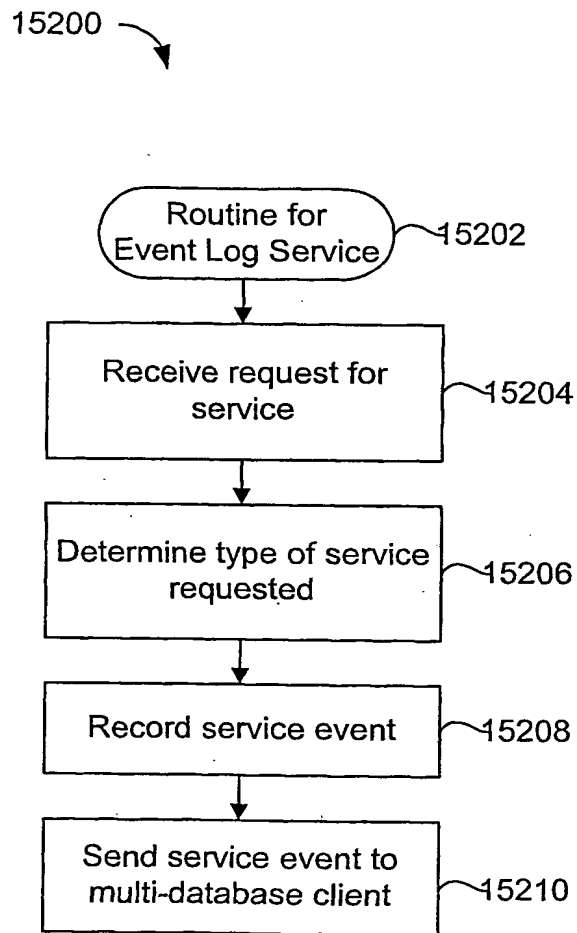 15200
Routine for
Event Log Service
15202
Receive request for
service
15204
Determine type of service
requested
15206
Record service event
15208
Send service event to
multi-database client
15210